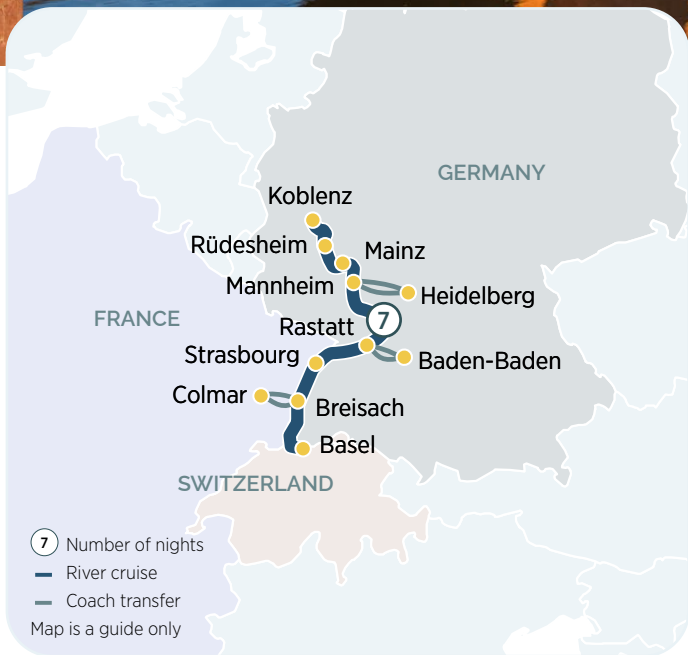 GERMANY
Koblenz
Rüdesheim
Mainz
Mannheim
Heidelberg
FRANCE
7
Rastatt
Strasbourg
Baden-Baden
Colmar
Breisach
Basel
SWITZERLAND
7 Number of nights
River cruise
Coach transfer
Map is a guide only